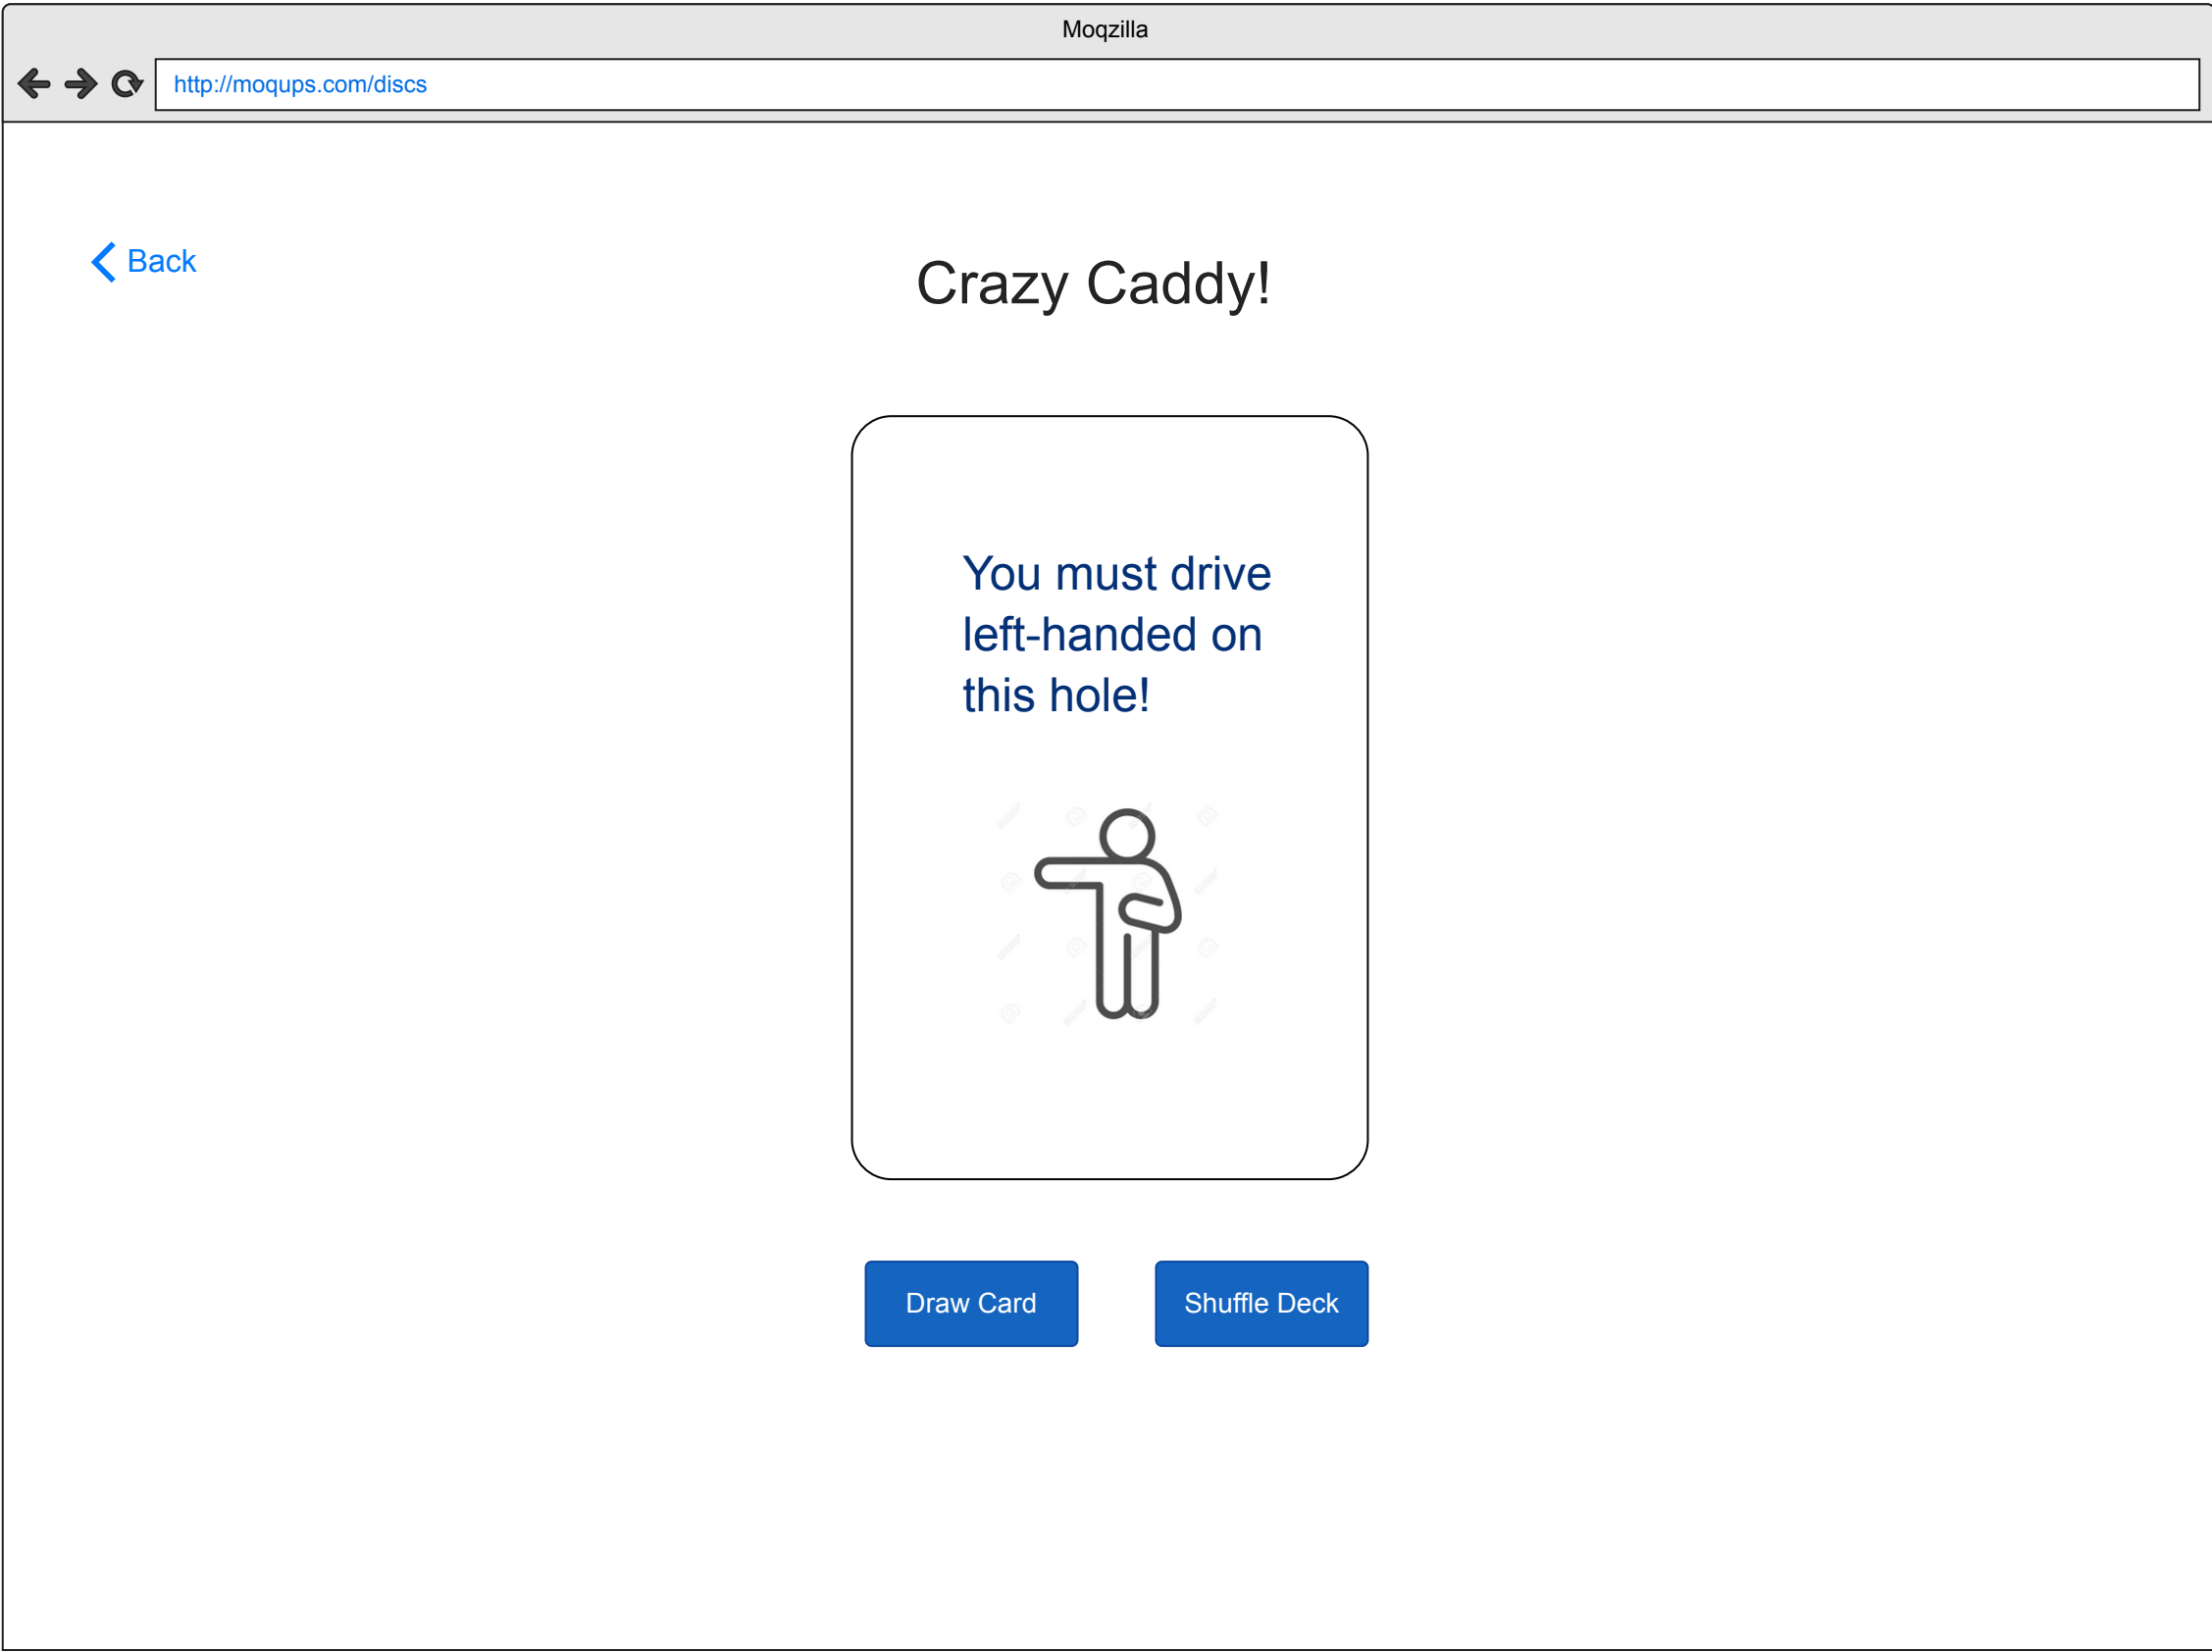 Moqzilla
http://moqups.com/discs
Back
Crazy Caddy!
You must drive
left-handed on
this hole!
Draw Card
Shuffle Deck